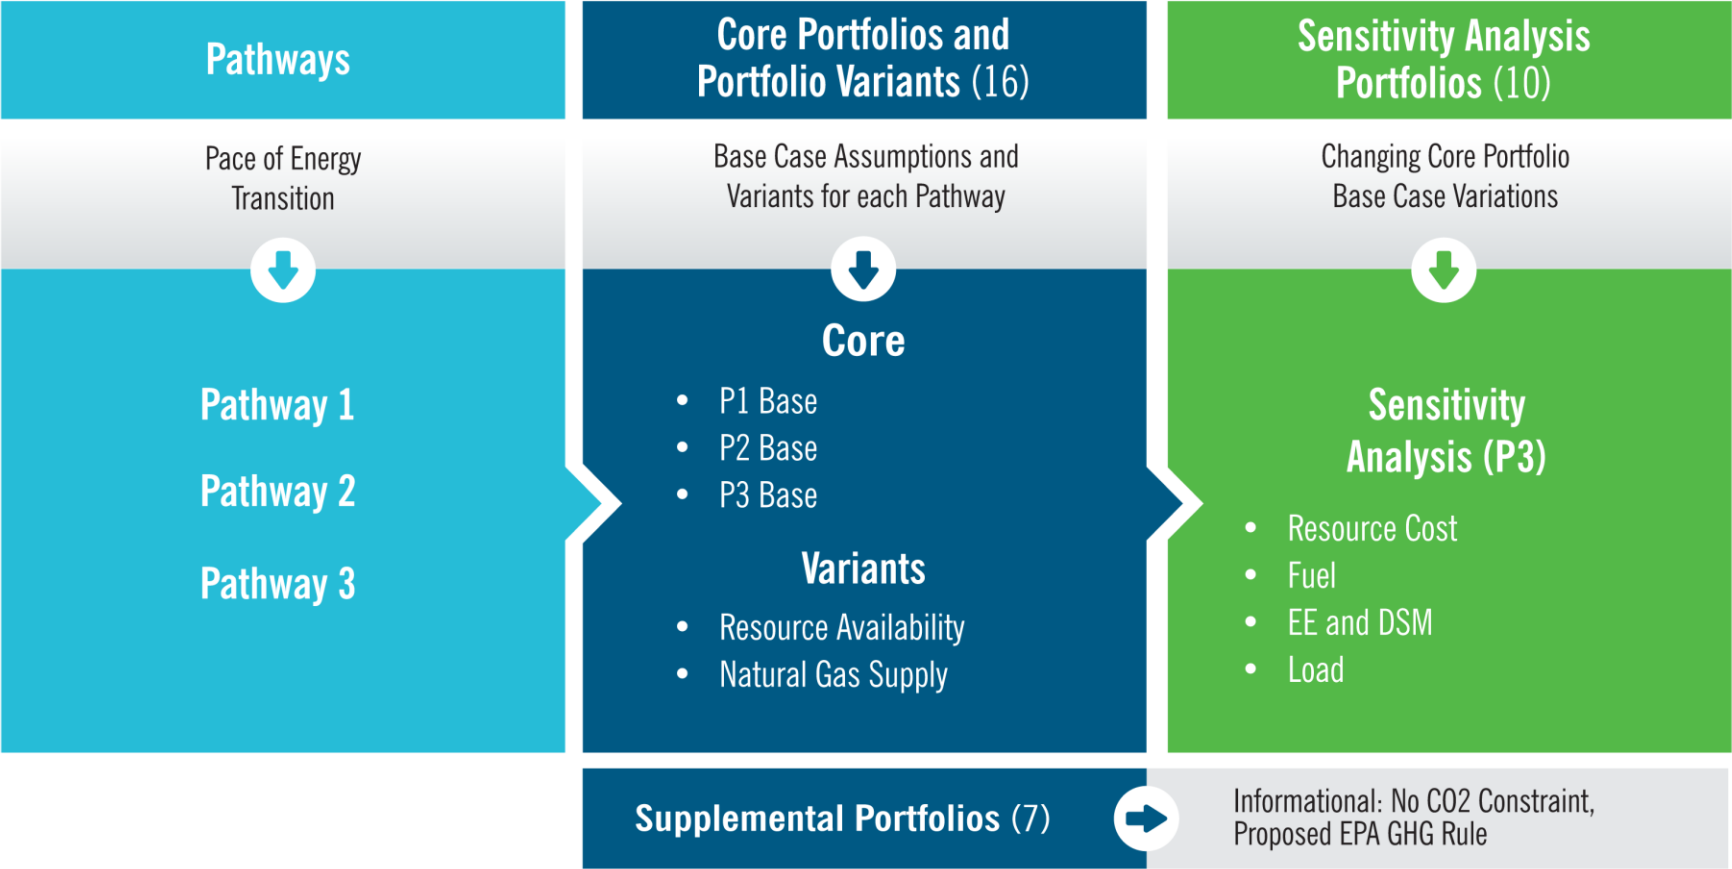 Pathways
Pace of Energy
Transition
Pathway 1
Pathway 2
Pathway 3
Core Portfolios and
Portfolio Variants (16)
Base Case Assumptions and
Variants for each Pathway
Core
• P1 Base
• P2 Base
• P3 Base
Variants
• Resource Availability
• Natural Gas Supply
Sensitivity Analysis
Portfolios (10)
Changing Core Portfolio
Base Case Variations
Sensitivity
Analysis (P3)
• Resource Cost
• Fuel
• EE and DSM
• Load
Supplemental Portfolios (7)
Informational: No CO2 Constraint,
Proposed EPA GHG Rule